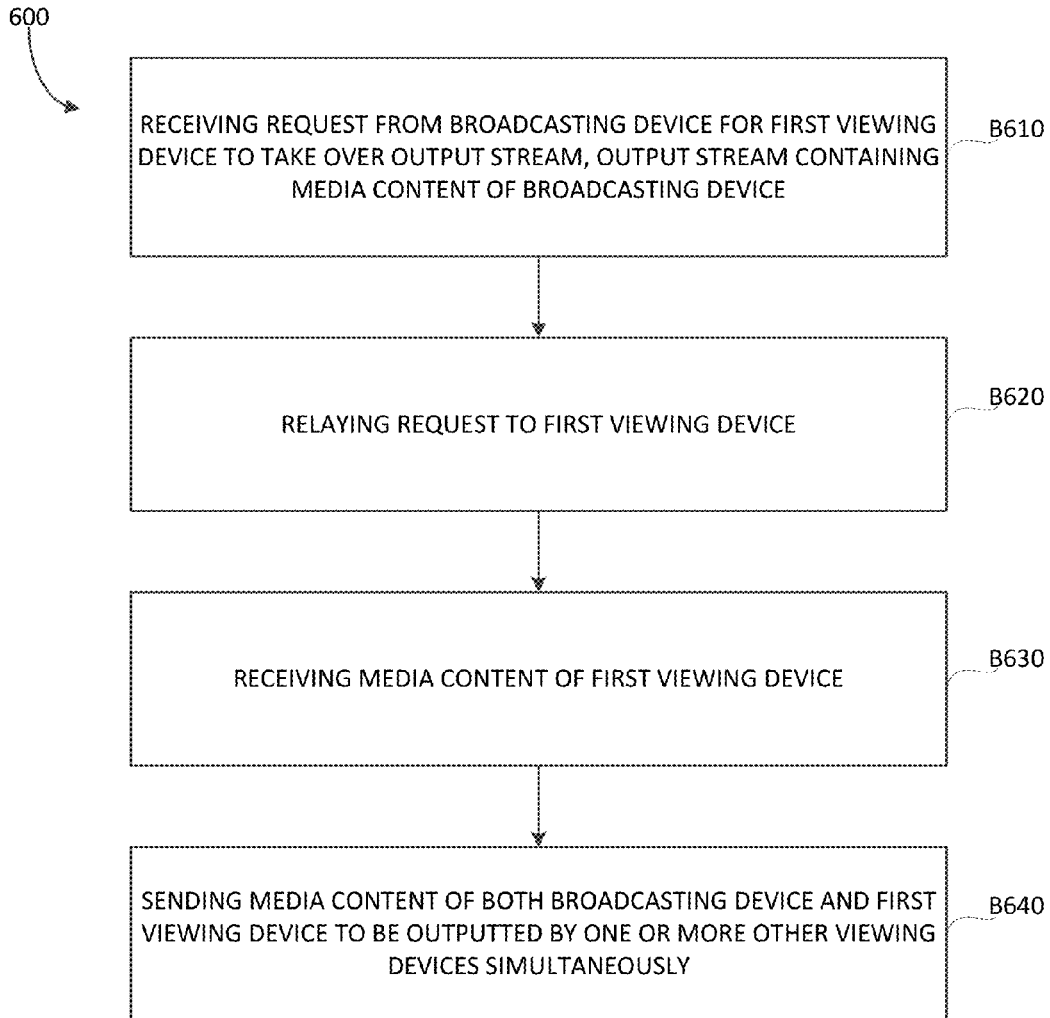 600
RECEIVING REQUEST FROM BROADCASTING DEVICE FOR FIRST VIEWING
DEVICE TO TAKE OVER OUTPUT STREAM, OUTPUT STREAM CONTAINING
MEDIA CONTENT OF BROADCASTING DEVICE
B610
RELAYING REQUEST TO FIRST VIEWING DEVICE
B620
RECEIVING MEDIA CONTENT OF FIRST VIEWING DEVICE
B630
SENDING MEDIA CONTENT OF BOTH BROADCASTING DEVICE AND FIRST
VIEWING DEVICE TO BE OUTPUTTED BY ONE OR MORE OTHER VIEWING
DEVICES SIMULTANEOUSLY
B640